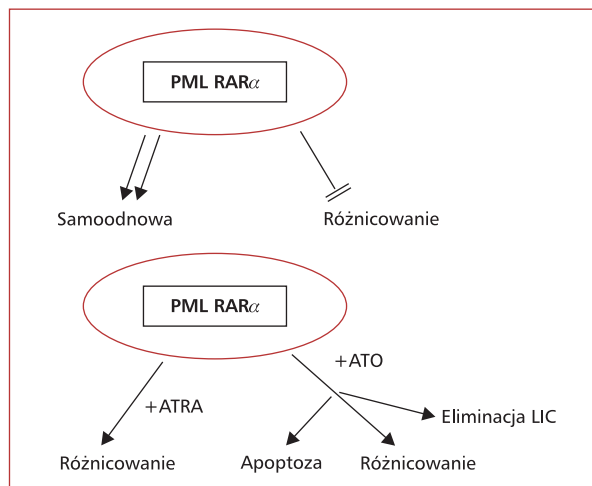 PML RARα
Samoodnowa
Różnicowanie
PML RARα
+ATO
+ATRA
Eliminacja LIC
Różnicowanie
Apoptoza
Różnicowanie